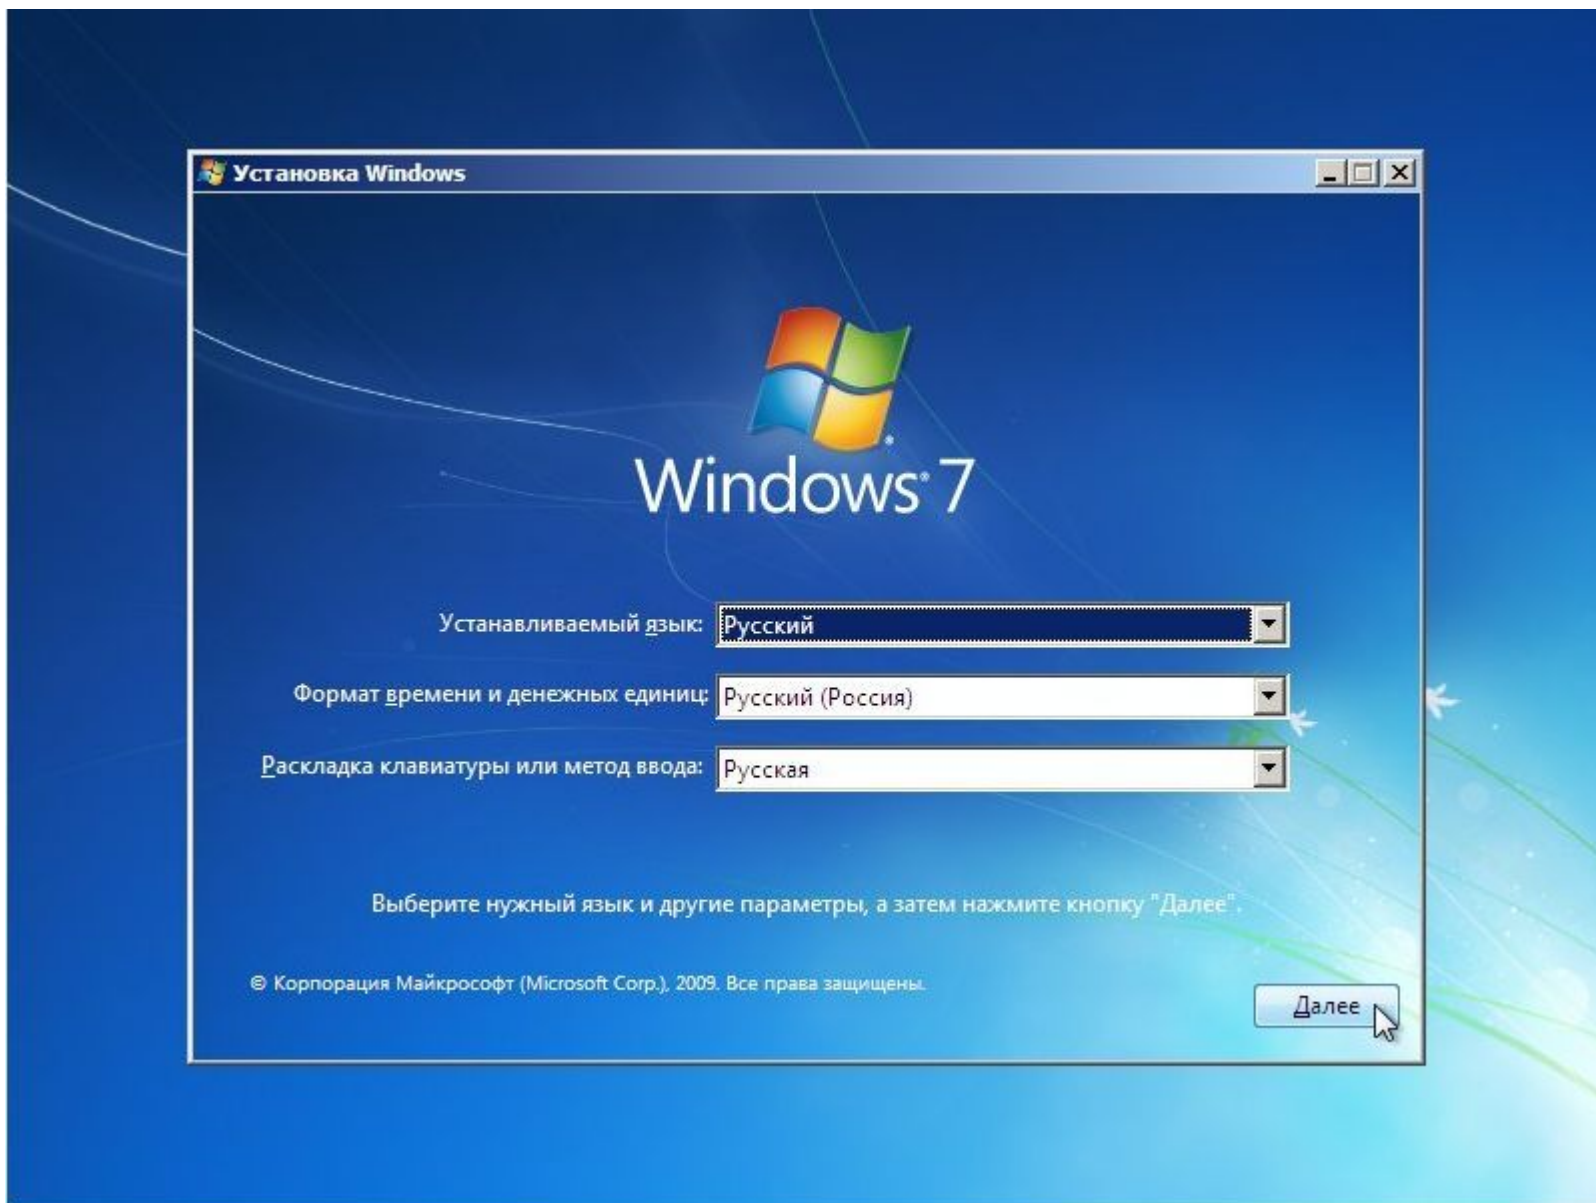 Установка Windows
Windows® 7
Устанавливаемый язык: Русский
Формат времени и денежных единиц: Русский (Россия)
Раскладка клавиатуры или метод ввода: Русская
Выберите нужный язык и другие параметры, а затем нажмите кнопку "Далее".
© Корпорация Майкрософт (Microsoft Corp.), 2009. Все права защищены.
Далее